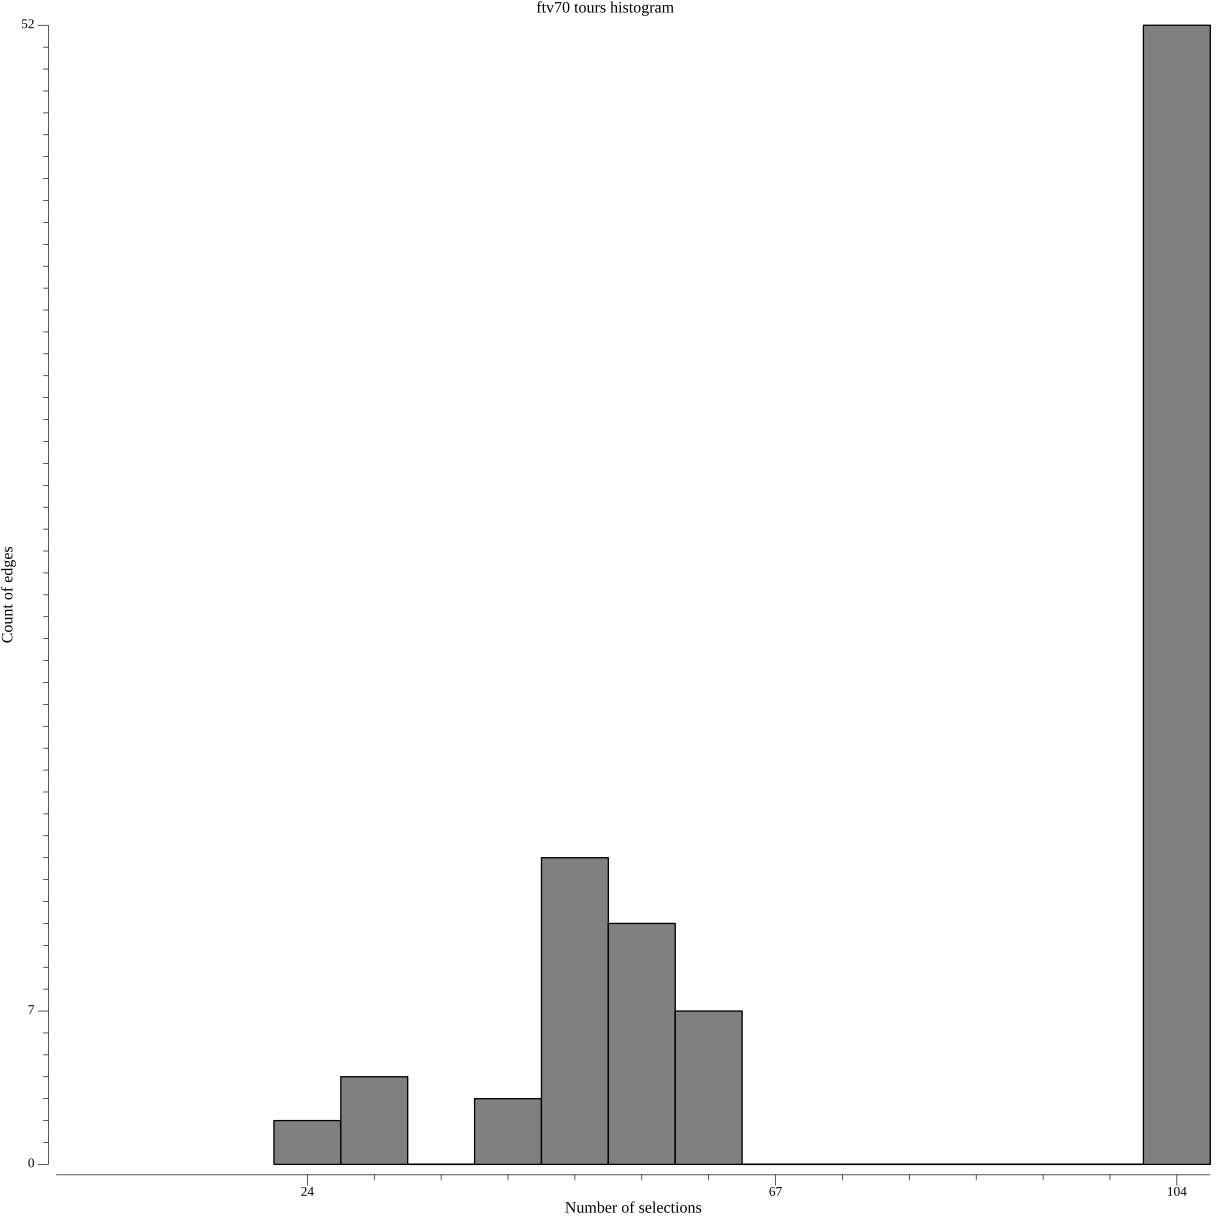 ftv70 tours histogram
52
Count of edges
7
0
24 67 104
Number of selections